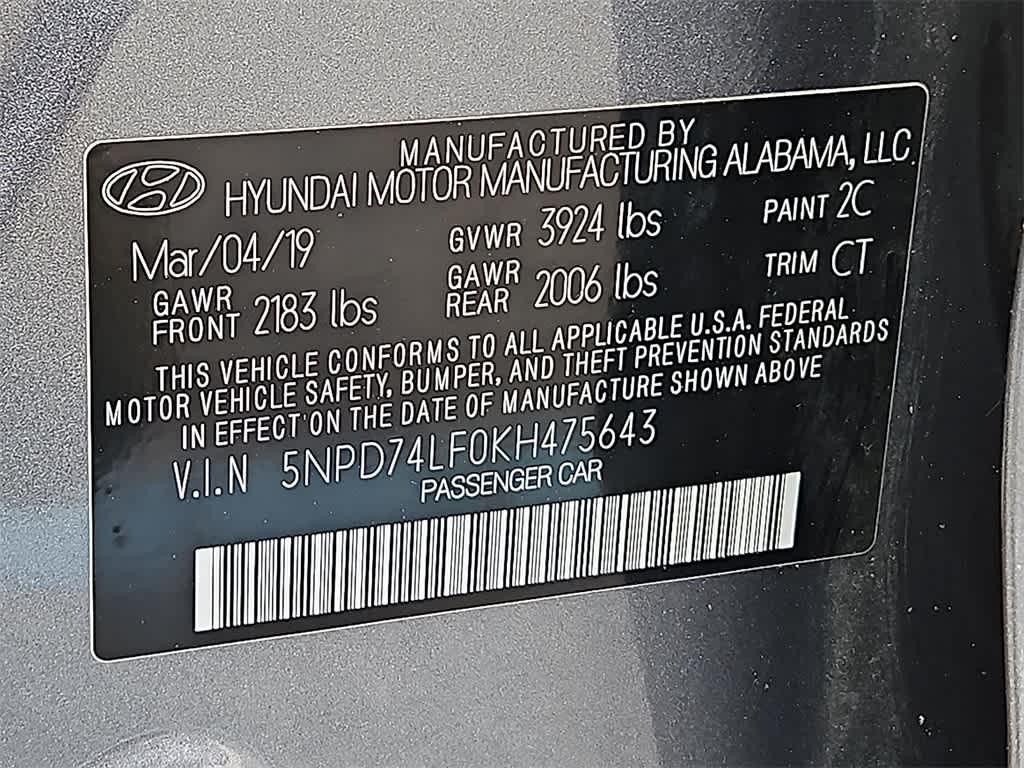 MANUFACTURED BY
HYUNDAI MOTOR MANUFACTURING ALABAMA, LLC
Mar/04/19 GVWR 3924 lbs PAINT 2C
GAWR FRONT 2183 lbs GAWR REAR 2006 lbs TRIM CT
THIS VEHICLE CONFORMS TO ALL APPLICABLE U.S.A. FEDERAL
MOTOR VEHICLE SAFETY, BUMPER, AND THEFT PREVENTION STANDARDS
IN EFFECT ON THE DATE OF MANUFACTURE SHOWN ABOVE
V.I.N 5NPD74LF0KH475643
PASSENGER CAR